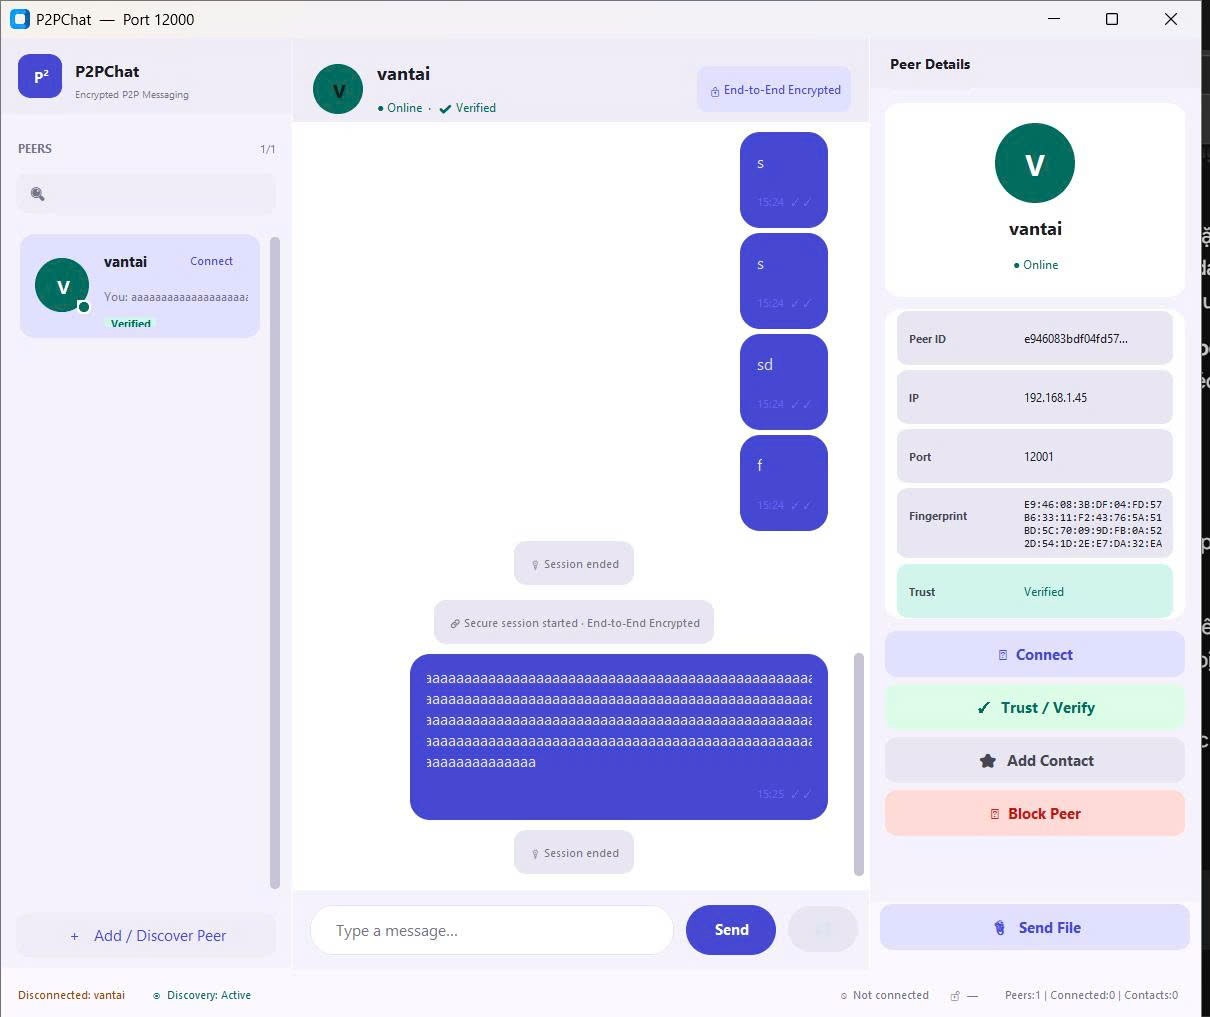 P2PChat — Port 12000
P²
P2PChat
Encrypted P2P Messaging
PEERS
1/1
V
vantai
Connect
You: aaaaaaaaaaaaaaaaaaa
Verified
+ Add / Discover Peer
V
vantai
● Online · ✔ Verified
End-to-End Encrypted
s
15:24 ✓✓
s
15:24 ✓✓
sd
15:24 ✓✓
f
15:24 ✓✓
Session ended
Secure session started · End-to-End Encrypted
aaaaaaaaaaaaaaaaaaaaaaaaaaaaaaaaaaaaaaaaaaaaaaaaa
aaaaaaaaaaaaaaaaaaaaaaaaaaaaaaaaaaaaaaaaaaaaaaaaa
aaaaaaaaaaaaaaaaaaaaaaaaaaaaaaaaaaaaaaaaaaaaaaaaa
aaaaaaaaaaaaaaaaaaaaaaaaaaaaaaaaaaaaaaaaaaaaaaaaa
aaaaaaaaaaaaaa
15:25 ✓✓
Session ended
Type a message...
Send
Peer Details
V
vantai
● Online
Peer ID e946083bdf04fd57...
IP 192.168.1.45
Port 12001
Fingerprint E9:46:08:3B:DF:04:FD:57
B6:33:11:F2:43:76:5A:51
BD:5C:70:09:9D:FB:0A:52
2D:54:1D:2E:E7:DA:32:EA
Trust Verified
Connect
✓ Trust / Verify
Add Contact
Block Peer
Send File
Disconnected: vantai
Discovery: Active
Not connected
—
Peers:1 | Connected:0 | Contacts:0